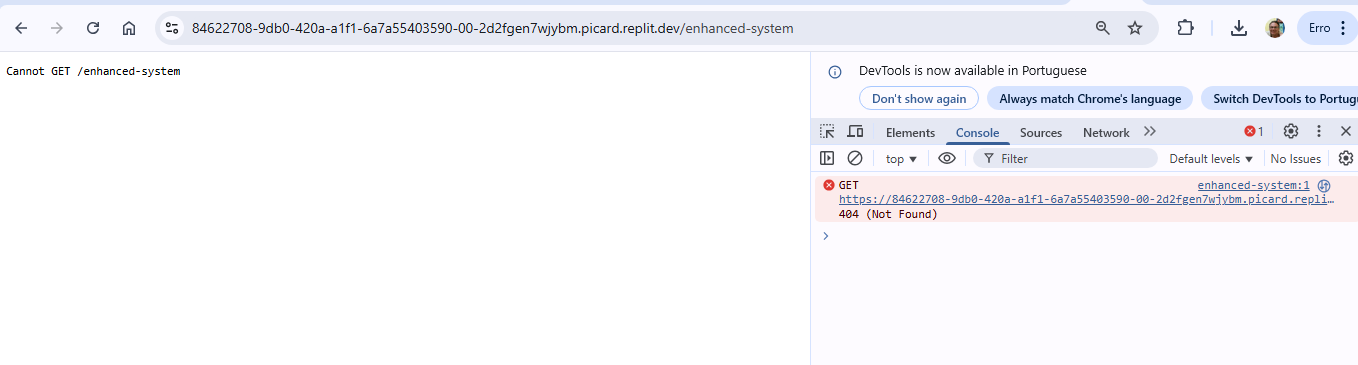 84622708-9db0-420a-a1f1-6a7a55403590-00-2d2fgen7wjybm.picard.replit.dev/enhanced-system
Erro
Cannot GET /enhanced-system
DevTools is now available in Portuguese
Don't show again
Always match Chrome's language
Switch DevTools to Portugu
Elements
Console
Sources
Network
1
top
Filter
Default levels
No Issues
GET
enhanced-system:1
https://84622708-9db0-420a-a1f1-6a7a55403590-00-2d2fgen7wjybm.picard.repli…
404 (Not Found)